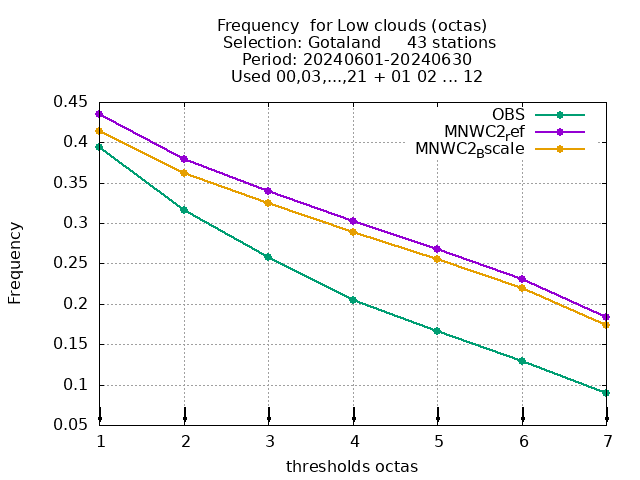 Frequency  for Low clouds (octas)
Selection: Gotaland     43 stations
Period: 20240601-20240630
Used 00,03,...,21 + 01 02 ... 12
0.45
0.4
0.35
0.3
0.25
0.2
0.15
0.1
0.05
Frequency
OBS
MNWC2_ref
MNWC2_Bscale
1 2 3 4 5 6 7
thresholds octas